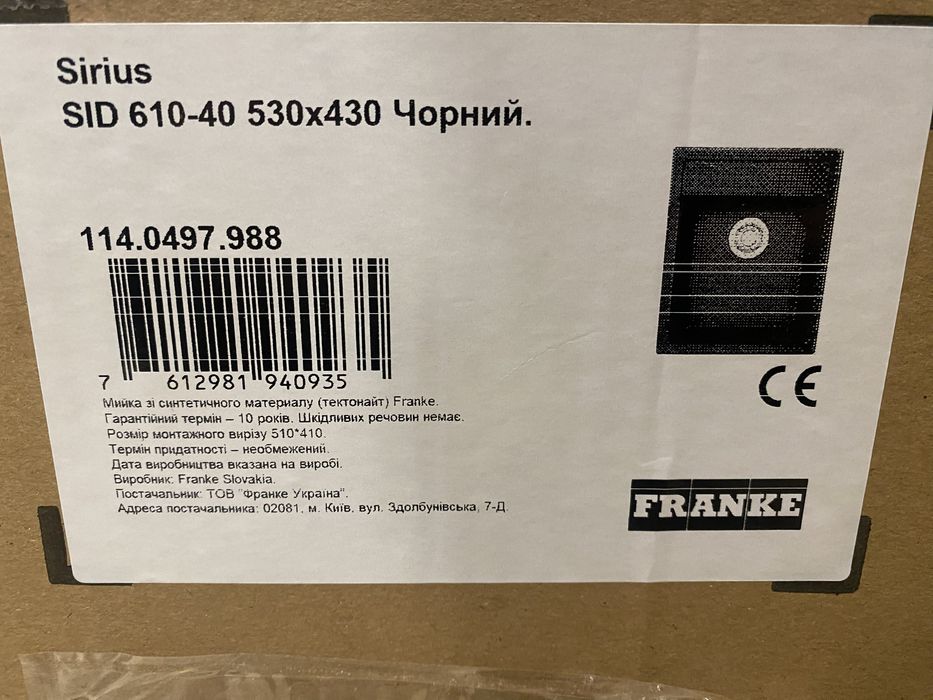 Sirius
SID 610-40 530x430 Чорний.
114.0497.988
7 612981 940935
Мийка зі синтетичного материалу (тектонайт) Franke.
Гарантійний термін – 10 років. Шкідливих речовин немає.
Розмір монтажного вирізу 510*410.
Термін придатності – необмежений.
Дата виробництва вказана на виробі.
Виробник: Franke Slovakia.
Постачальник: ТОВ "Франке Україна".
Адреса постачальника: 02081, м. Київ, вул. Здолбунівська, 7-Д.
CE
FRANKE